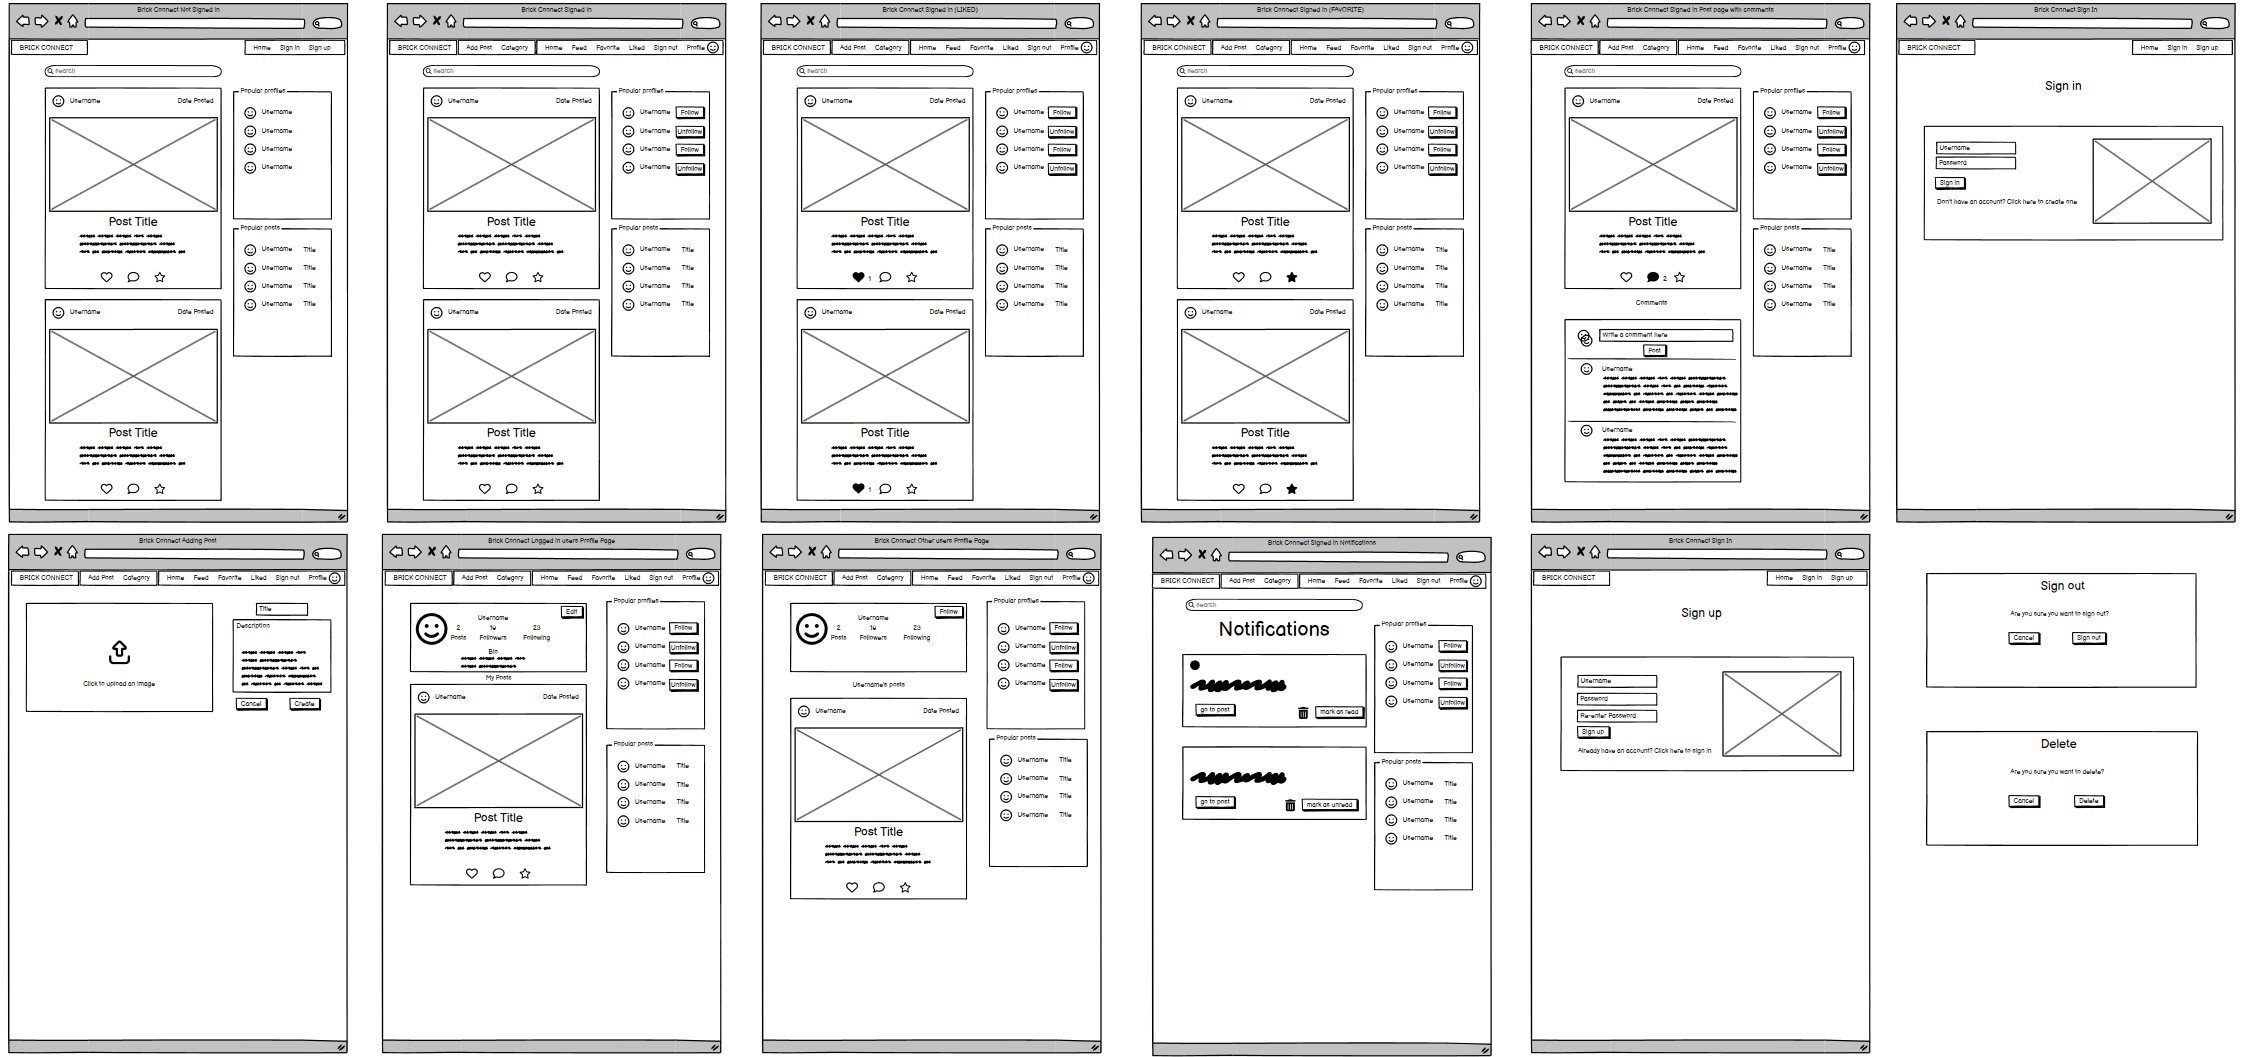 Brick Connect Not Signed In
BRICK CONNECT
Home Sign In Sign up
Search
Username Date Posted
Post Title
Username Date Posted
Post Title
Popular profiles
Username
Username
Username
Username
Popular posts
Username Title
Username Title
Username Title
Username Title
Brick Connect Signed In
BRICK CONNECT Add Post Category Home Feed Favorite Liked Sign out Profile
Search
Username Date Posted
Post Title
Username Date Posted
Post Title
Popular profiles
Username Follow
Username Unfollow
Username Follow
Username Unfollow
Popular posts
Username Title
Username Title
Username Title
Username Title
Brick Connect Signed In (LIKED)
BRICK CONNECT Add Post Category Home Feed Favorite Liked Sign out Profile
Search
Username Date Posted
Post Title
1
Username Date Posted
Post Title
1
Popular profiles
Username Follow
Username Unfollow
Username Follow
Username Unfollow
Popular posts
Username Title
Username Title
Username Title
Username Title
Brick Connect Signed In (FAVORITE)
BRICK CONNECT Add Post Category Home Feed Favorite Liked Sign out Profile
Search
Username Date Posted
Post Title
Username Date Posted
Post Title
Popular profiles
Username Follow
Username Unfollow
Username Follow
Username Unfollow
Popular posts
Username Title
Username Title
Username Title
Username Title
Brick Connect Signed In Post page with comments
BRICK CONNECT Add Post Category Home Feed Favorite Liked Sign out Profile
Search
Username Date Posted
Post Title
2
Comments
Write a comment here
Post
Username
Username
Popular profiles
Username Follow
Username Unfollow
Username Follow
Username Unfollow
Popular posts
Username Title
Username Title
Username Title
Username Title
Brick Connect Sign In
BRICK CONNECT
Home Sign In Sign up
Sign in
Username
Password
Sign in
Don't have an account? Click here to create one
Brick Connect Adding Post
BRICK CONNECT Add Post Category Home Feed Favorite Liked Sign out Profile
Click to upload an image
Title
Description
Cancel Create
Brick Connect Logged In users Profile Page
BRICK CONNECT Add Post Category Home Feed Favorite Liked Sign out Profile
Edit
Username
2 19 23
Posts Followers Following
Bio
My Posts
Username Date Posted
Post Title
Popular profiles
Username Follow
Username Unfollow
Username Follow
Username Unfollow
Popular posts
Username Title
Username Title
Username Title
Username Title
Brick Connect Other users Profile Page
BRICK CONNECT Add Post Category Home Feed Favorite Liked Sign out Profile
Follow
Username
2 19 23
Posts Followers Following
Username's posts
Username Date Posted
Post Title
Popular profiles
Username Follow
Username Unfollow
Username Follow
Username Unfollow
Popular posts
Username Title
Username Title
Username Title
Username Title
Brick Connect Signed In Notifications
BRICK CONNECT Add Post Category Home Feed Favorite Liked Sign out Profile
Search
Notifications
go to post mark as read
go to post mark as unread
Popular profiles
Username Follow
Username Unfollow
Username Follow
Username Unfollow
Popular posts
Username Title
Username Title
Username Title
Username Title
Brick Connect Sign In
BRICK CONNECT
Home Sign In Sign up
Sign up
Username
Password
Re-enter Password
Sign up
Already have an account? Click here to sign in
Sign out
Are you sure you want to sign out?
Cancel Sign out
Delete
Are you sure you want to delete?
Cancel Delete